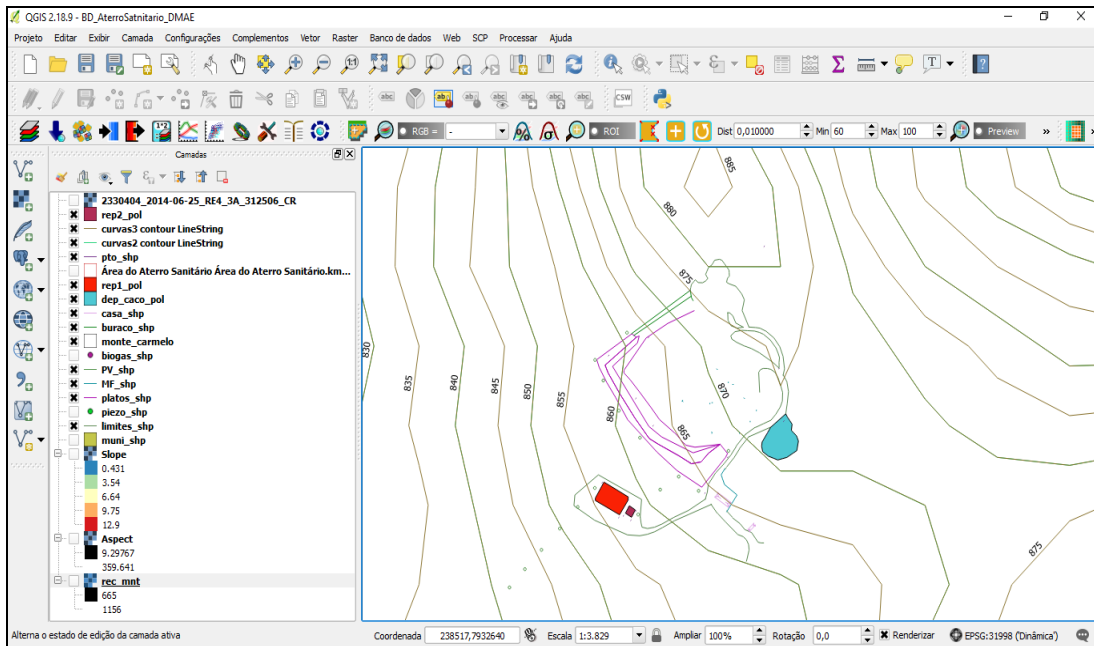 QGIS 2.18.9 - BD_AterroSatnitario_DMAE
Projeto Editar Exibir Camada Configurações Complementos Vetor Raster Banco de dados Web SCP Processar Ajuda
RGB = - ROI Dist 0,010000 Min 60 Max 100 Preview »
Camadas
2330404_2014-06-25_RE4_3A_312506_CR
rep2_pol
curvas3 contour LineString
curvas2 contour LineString
pto_shp
Área do Aterro Sanitário Área do Aterro Sanitário.km...
rep1_pol
dep_caco_pol
casa_shp
buraco_shp
monte_carmelo
biogas_shp
PV_shp
MF_shp
platos_shp
piezo_shp
limites_shp
muni_shp
Slope
0.431
3.54
6.64
9.75
12.9
Aspect
9.29767
359.641
rec_mnt
665
1156
885
880
875
830
835
840
845
850
855
860
865
870
875
Alterna o estado de edição da camada ativa Coordenada 238517,7932640 Escala 1:3.829 Ampliar 100% Rotação 0,0 Renderizar EPSG:31998 ('Dinâmica')